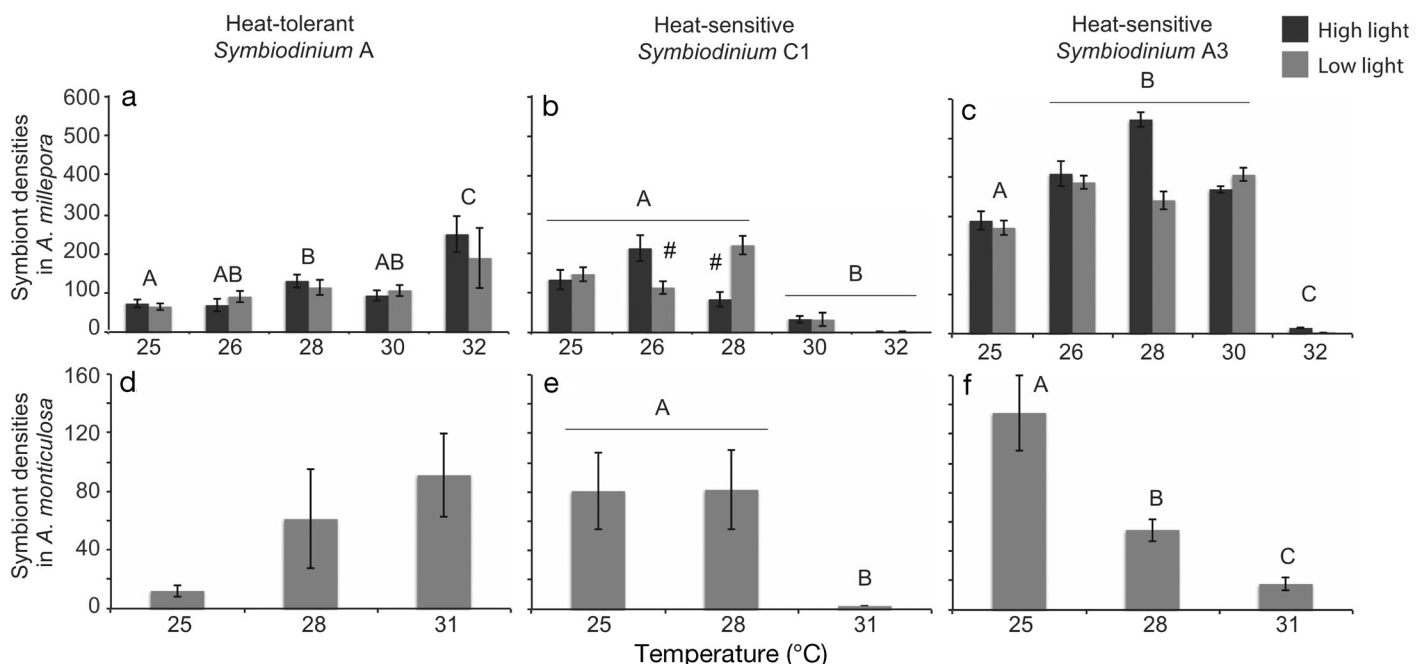 Heat-tolerant
Symbiodinium A
Heat-sensitive
Symbiodinium C1
Heat-sensitive
Symbiodinium A3
High light
Low light
Symbiodinium densities
in A. millepora
a
600
500
400
300
200
100
0
A
AB
B
AB
C
25 26 28 30 32
b
A
#
#
B
25 26 28 30 32
c
A
B
C
25 26 28 30 32
Symbiont densities
in A. monticulosa
d
160
120
80
40
0
25 28 31
e
A
B
25 28 31
f
A
B
C
25 28 31
Temperature (°C)